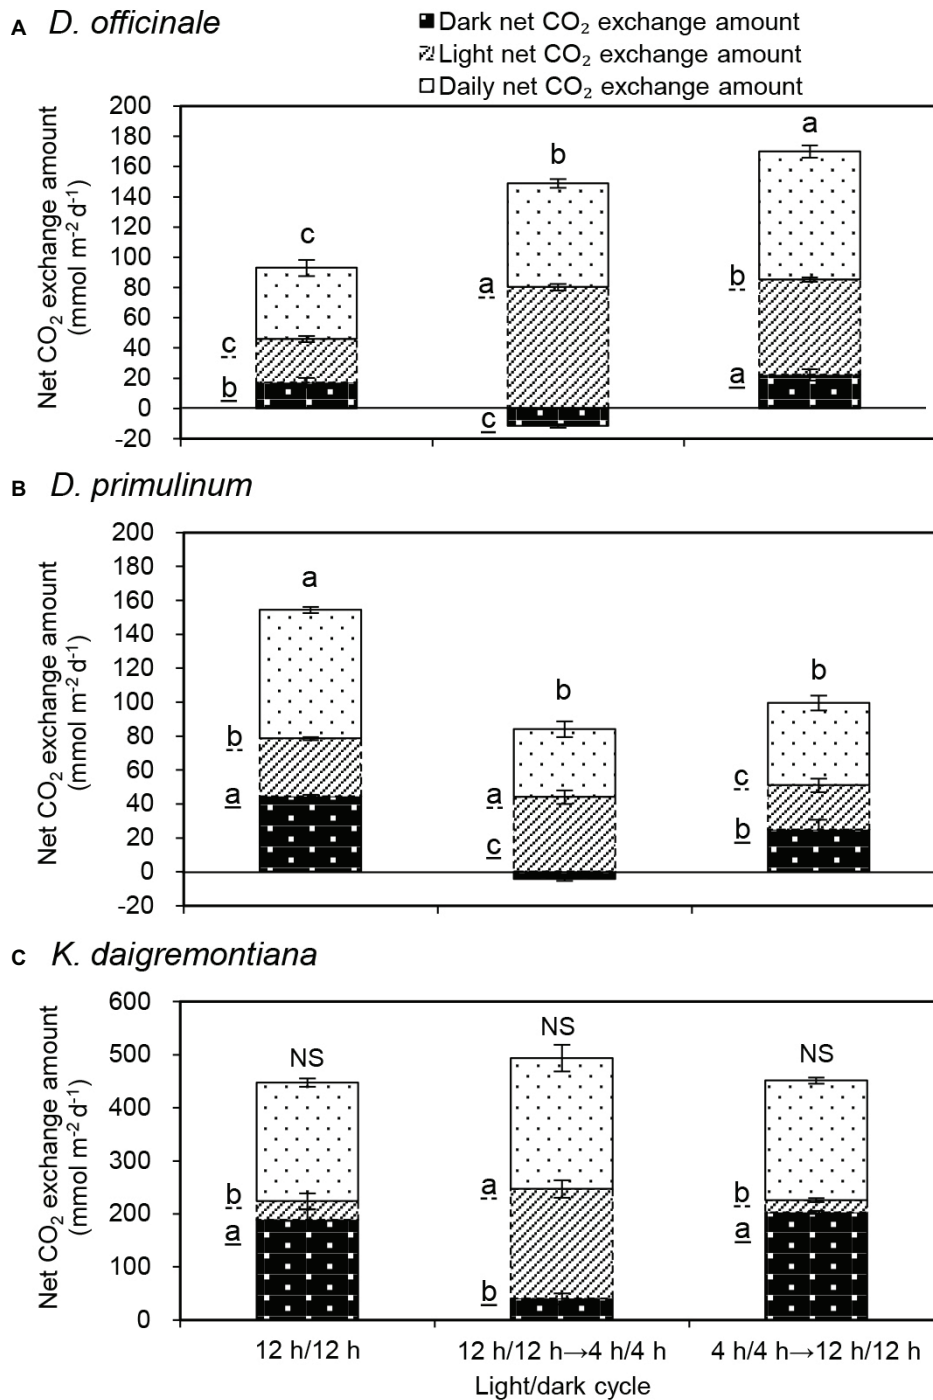 A D. officinale
Dark net CO₂ exchange amount
Light net CO₂ exchange amount
Daily net CO₂ exchange amount
Net CO₂ exchange amount
(mmol m⁻² d⁻¹)
200
180
160
140
120
100
80
60
40
20
0
-20
c
c
b
b
a
c
a
b
a
B D. primulinum
Net CO₂ exchange amount
(mmol m⁻² d⁻¹)
200
180
160
140
120
100
80
60
40
20
0
-20
a
b
a
b
a
c
b
c
b
C K. daigremontiana
Net CO₂ exchange amount
(mmol m⁻² d⁻¹)
600
500
400
300
200
100
0
NS
b
a
NS
a
b
NS
b
a
12 h/12 h
12 h/12 h→4 h/4 h
4 h/4 h→12 h/12 h
Light/dark cycle